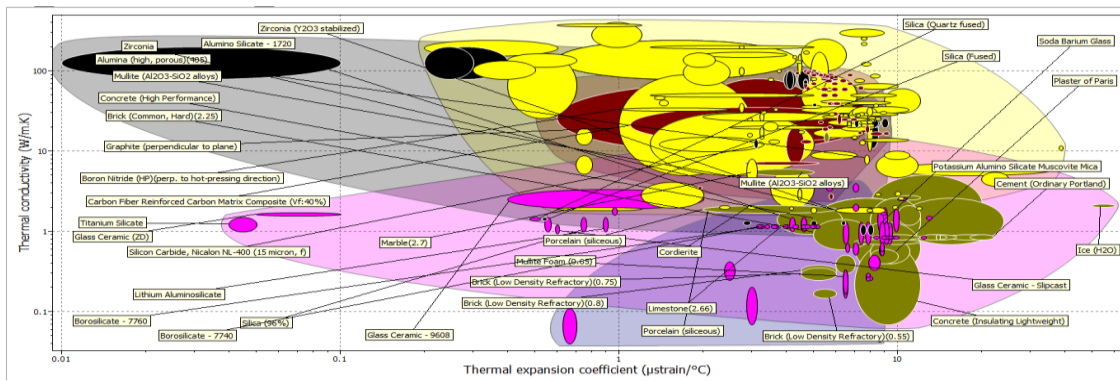 Zirconia (Y2O3 stabilized)
Silica (Quartz fused)
Zirconia
Alumino Silicate - 1720
Soda Barium Glass
Alumina (high, porous)(405)
Silica (Fused)
Mullite (Al2O3-SiO2 alloys)
Plaster of Paris
100
Concrete (High Performance)
Brick (Common, Hard)(2.25)
Graphite (perpendicular to plane)
10
Boron Nitride (HP)(perp. to hot-pressing direction)
Mullite (Al2O3-SiO2 alloys)
Potassium Alumino Silicate Muscovite Mica
Cement (Ordinary Portland)
Carbon Fiber Reinforced Carbon Matrix Composite (Vf:40%)
Titanium Silicate
1
Glass Ceramic (2D)
Marble(2.7)
Porcelain (siliceous)
Silicon Carbide, Nicalon NL-400 (15 micron, f)
Cordierite
Ice (H2O)
Mullite Foam (0.65)
Brick (Low Density Refractory)(0.75)
Glass Ceramic - Slipcast
Lithium Aluminosilicate
Brick (Low Density Refractory)(0.8)
Limestone(2.66)
0.1
Borosilicate - 7760
Silica (96%)
Concrete (Insulating Lightweight)
Borosilicate - 7740
Glass Ceramic - 9608
Porcelain (siliceous)
Brick (Low Density Refractory)(0.55)
Thermal conductivity (W/m.K)
0.01
0.1
1
10
Thermal expansion coefficient (µstrain/°C)